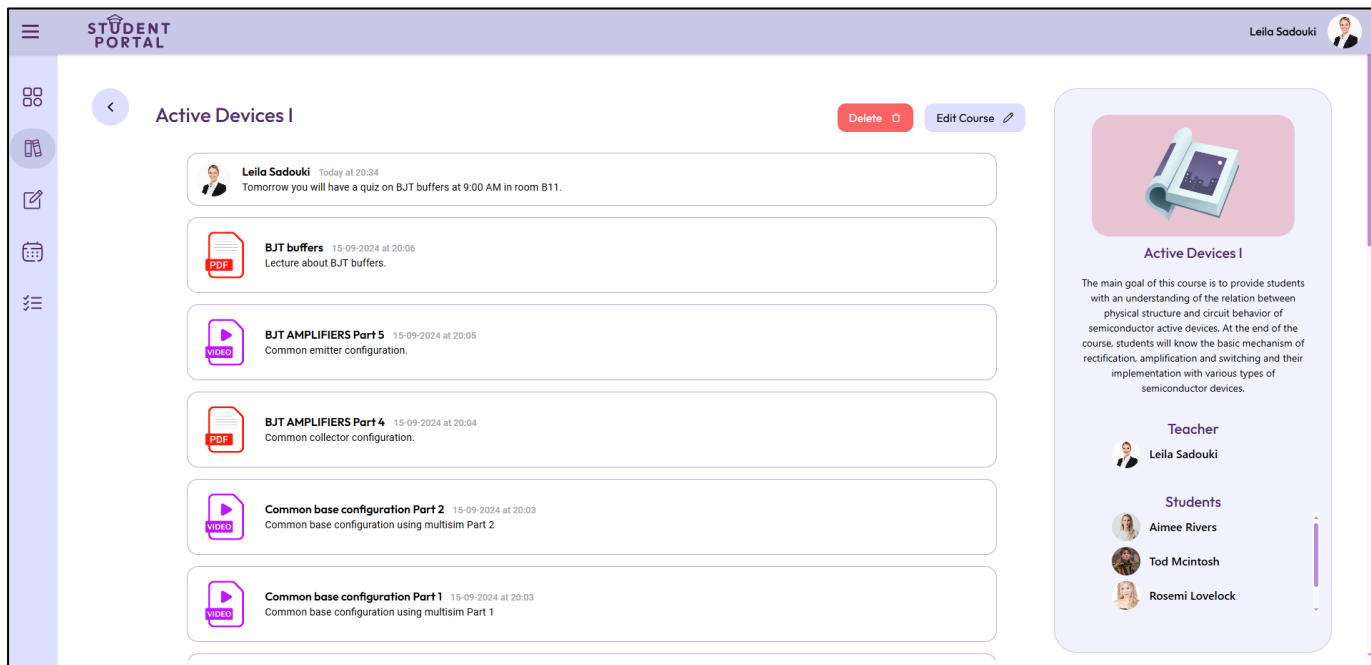 STUDENT
PORTAL
Leila Sadouki
Active Devices I
Delete
Edit Course
Leila Sadouki Today at 20:34
Tomorrow you will have a quiz on BJT buffers at 9:00 AM in room B11.
PDF
BJT buffers 15-09-2024 at 20:06
Lecture about BJT buffers.
VIDEO
BJT AMPLIFIERS Part 5 15-09-2024 at 20:05
Common emitter configuration.
PDF
BJT AMPLIFIERS Part 4 15-09-2024 at 20:04
Common collector configuration.
VIDEO
Common base configuration Part 2 15-09-2024 at 20:03
Common base configuration using multisim Part 2
VIDEO
Common base configuration Part 1 15-09-2024 at 20:03
Common base configuration using multisim Part 1
Active Devices I
The main goal of this course is to provide students
with an understanding of the relation between
physical structure and circuit behavior of
semiconductor active devices. At the end of the
course, students will know the basic mechanism of
rectification, amplification and switching and their
implementation with various types of
semiconductor devices.
Teacher
Leila Sadouki
Students
Aimee Rivers
Tod Mcintosh
Rosemi Lovelock